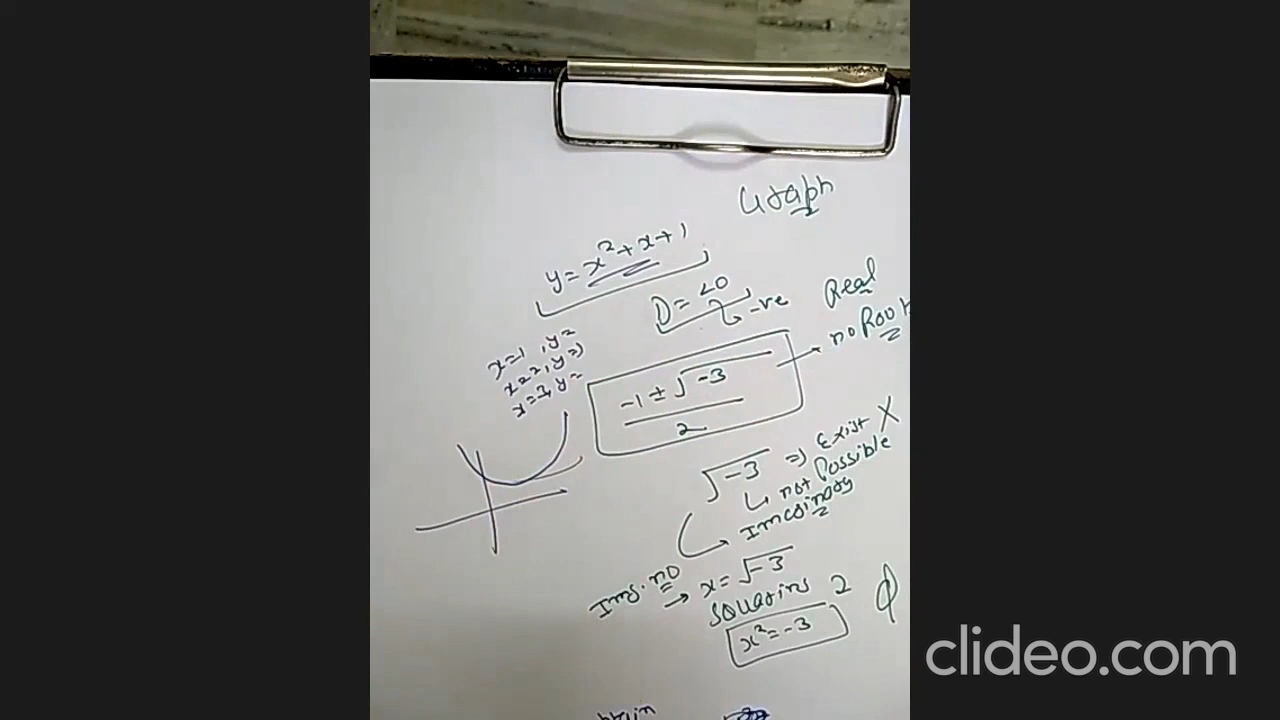 Graph
y = x² + x + 1
D = <0
-ve
Real
no Root
x=1, y=
x=2, y=)
x=3, y=
-1 ± √-3
2
√-3 => Exist X
↳ not Possible
Imaginary
Img. no
→ x = √-3
Squaring 2
x² = -3
ϕ
clideo.com